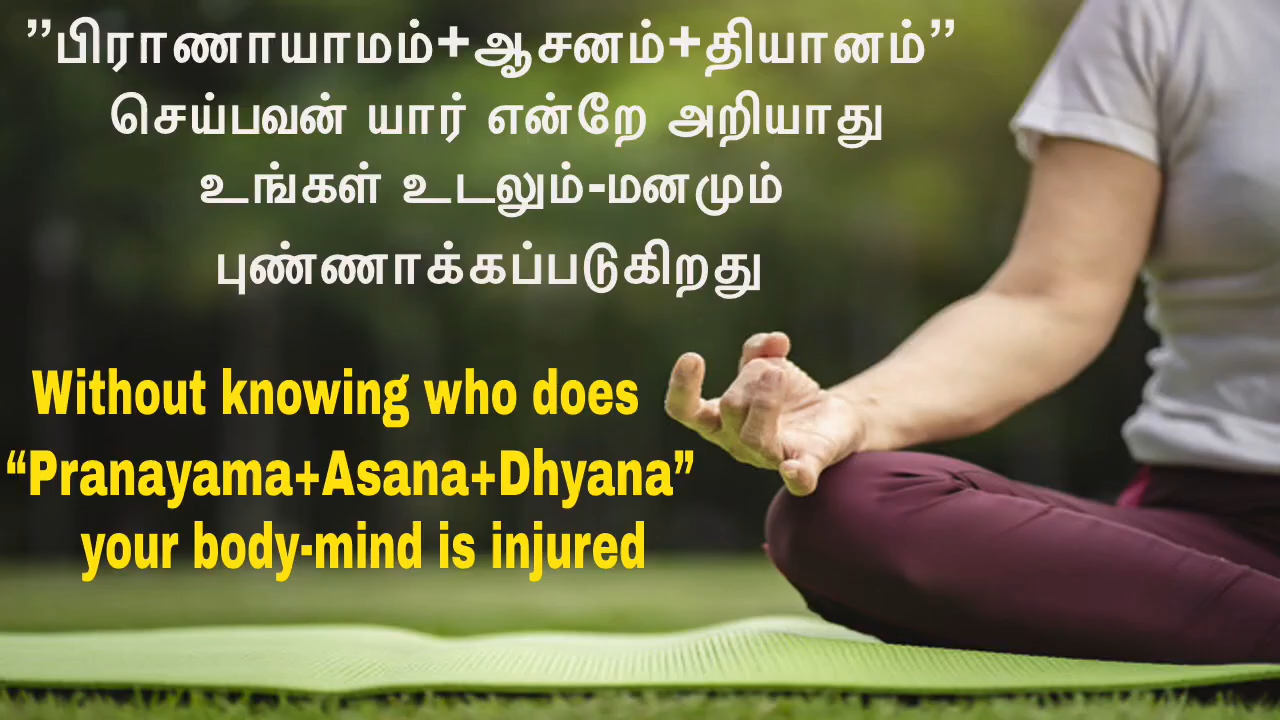 ”பிராணாயாமம்+ஆசனம்+தியானம்”
செய்பவன் யார் என்றே அறியாது
உங்கள் உடலும்-மனமும்
புண்ணாக்கப்படுகிறது
Without knowing who does
“Pranayama+Asana+Dhyana”
your body-mind is injured